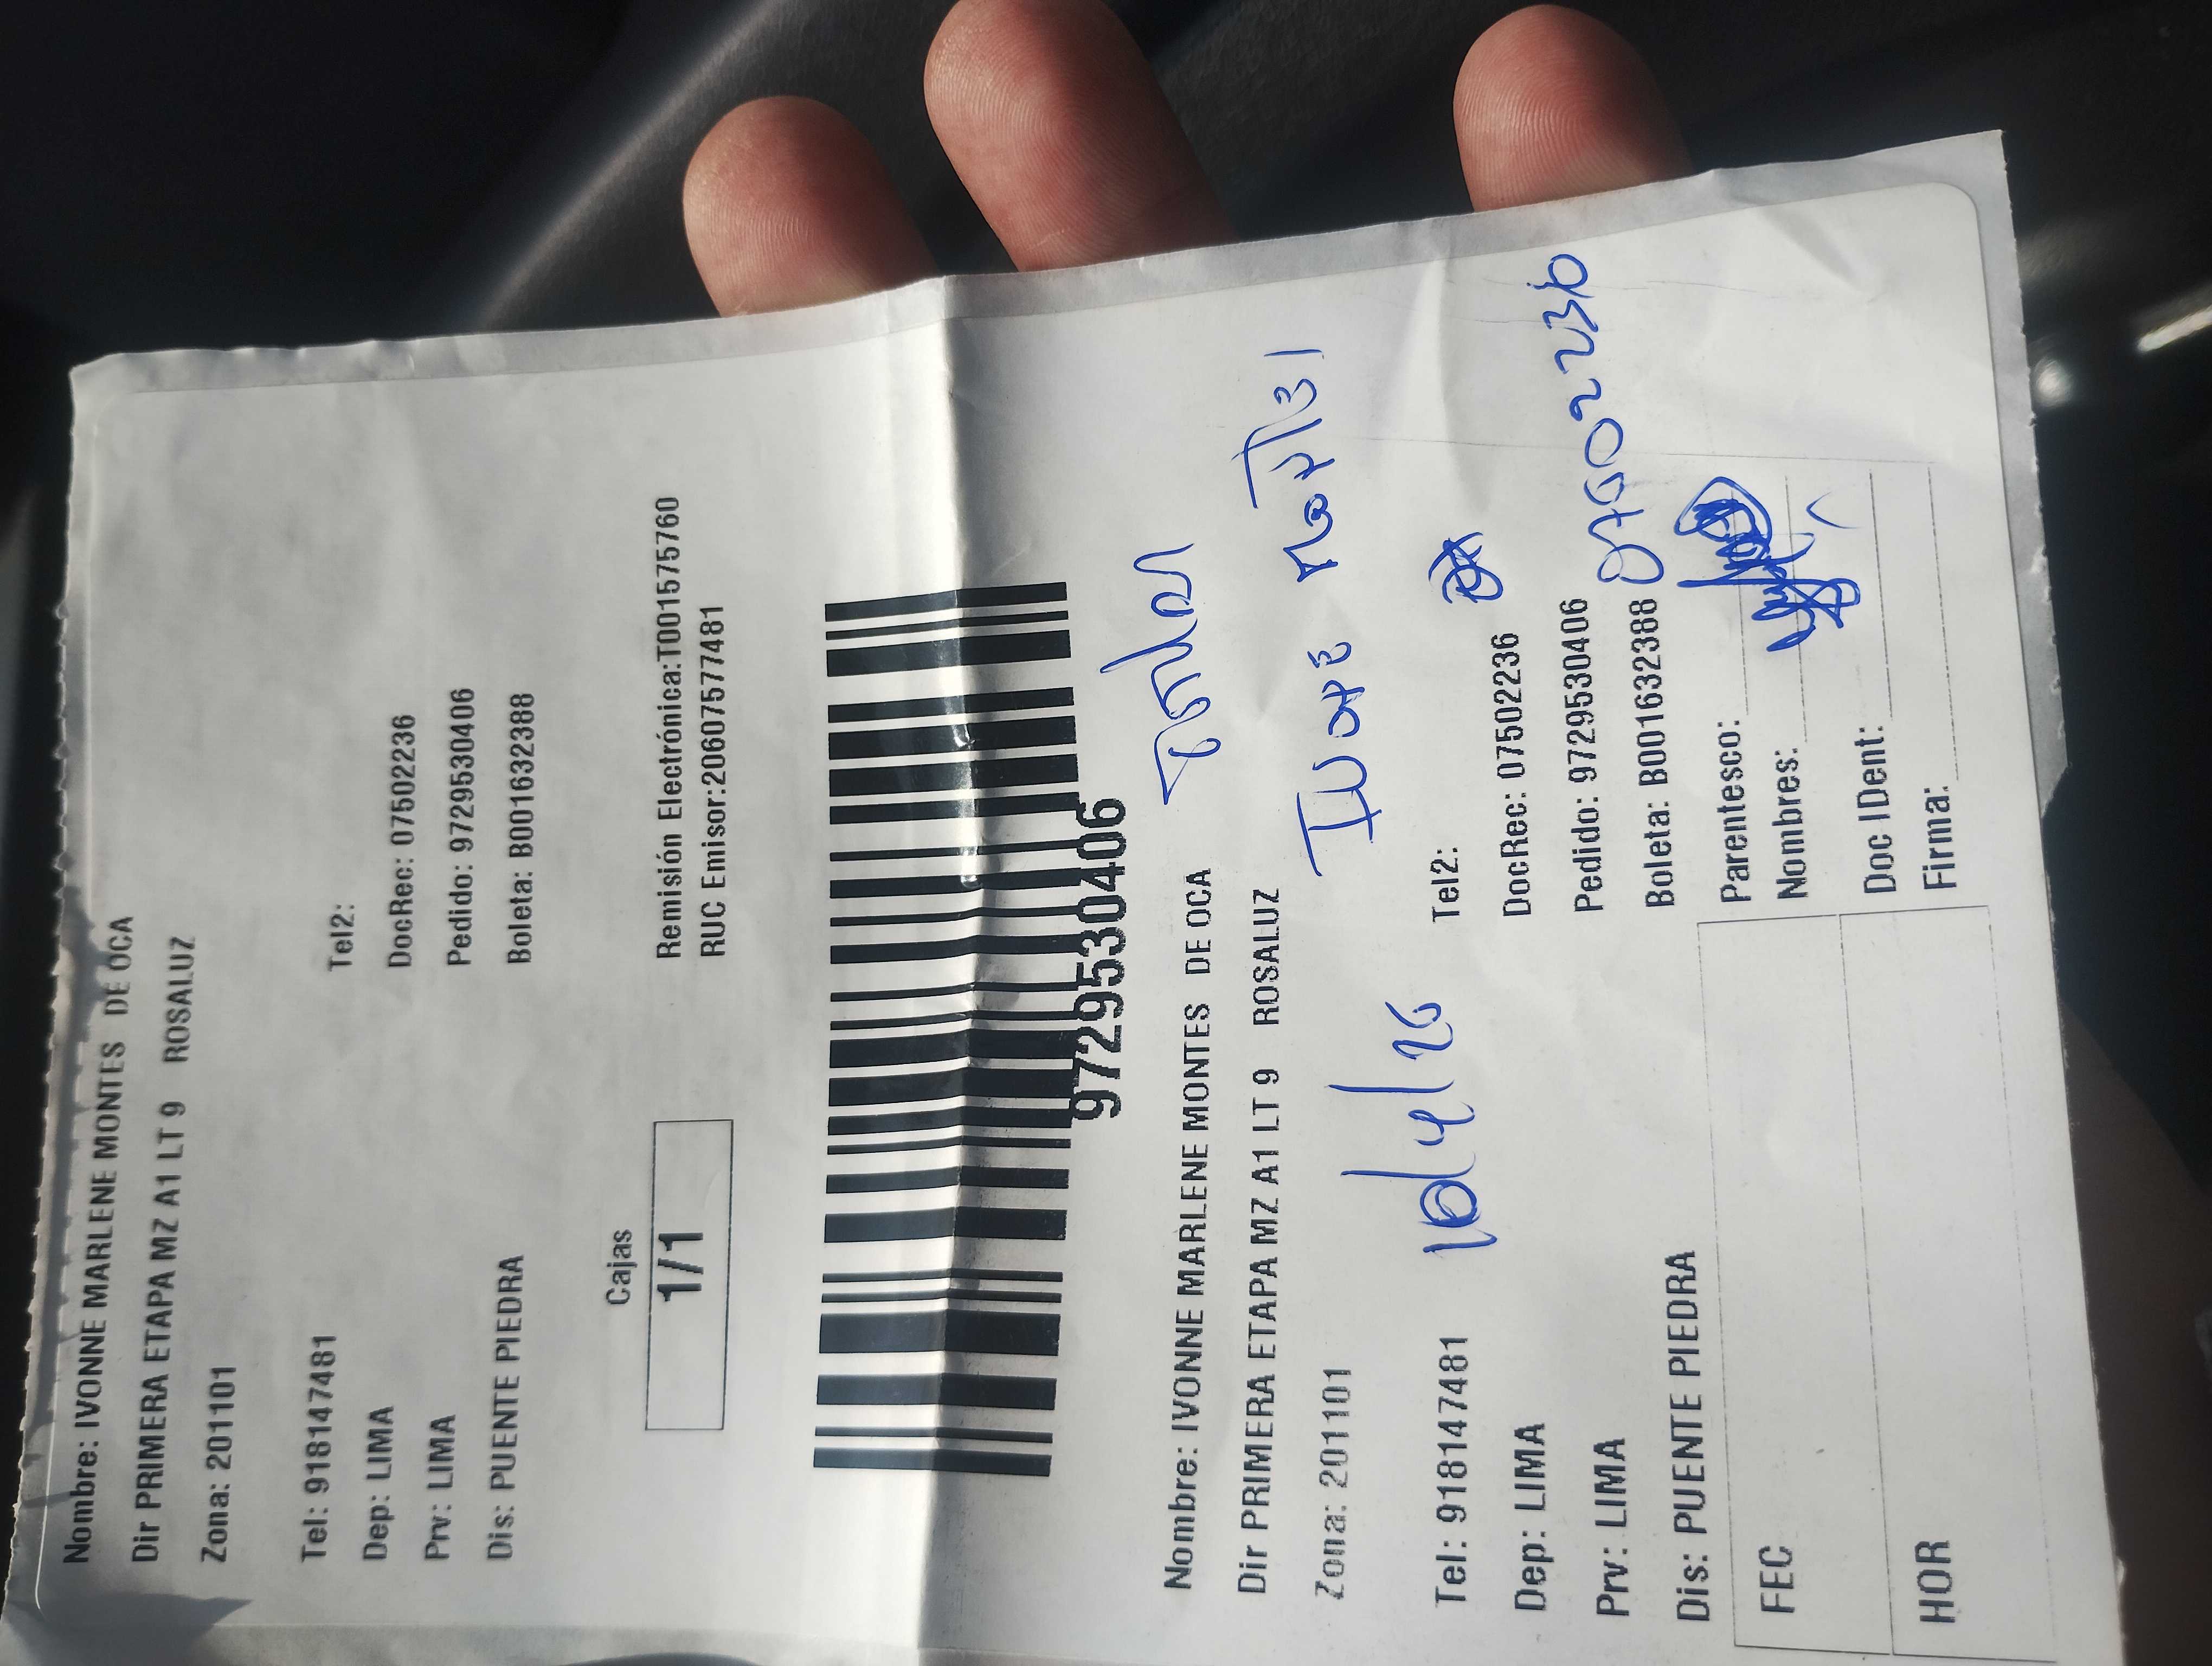 Nombre: IVONNE MARLENE MONTES DE OCA
Dir PRIMERA ETAPA MZ A1 LT 9 ROSALUZ
Zona: 201101
Tel: 918147481 Tel2:
Dep: LIMA DocRec: 07502236
Prv: LIMA Pedido: 9729530406
Dis: PUENTE PIEDRA Boleta: B001632388
Cajas
1/1
Remisión Electrónica:T001575760
RUC Emisor:20607577481
9729530406
Nombre: IVONNE MARLENE MONTES DE OCA
Dir PRIMERA ETAPA MZ A1 LT 9 ROSALUZ
Zona: 201101
Tel: 918147481 Tel2:
Dep: LIMA DocRec: 07502236
Prv: LIMA Pedido: 9729530406
Dis: PUENTE PIEDRA Boleta: B001632388
FEC
HOR
Parentesco:
Nombres:
Doc IDent:
Firma: